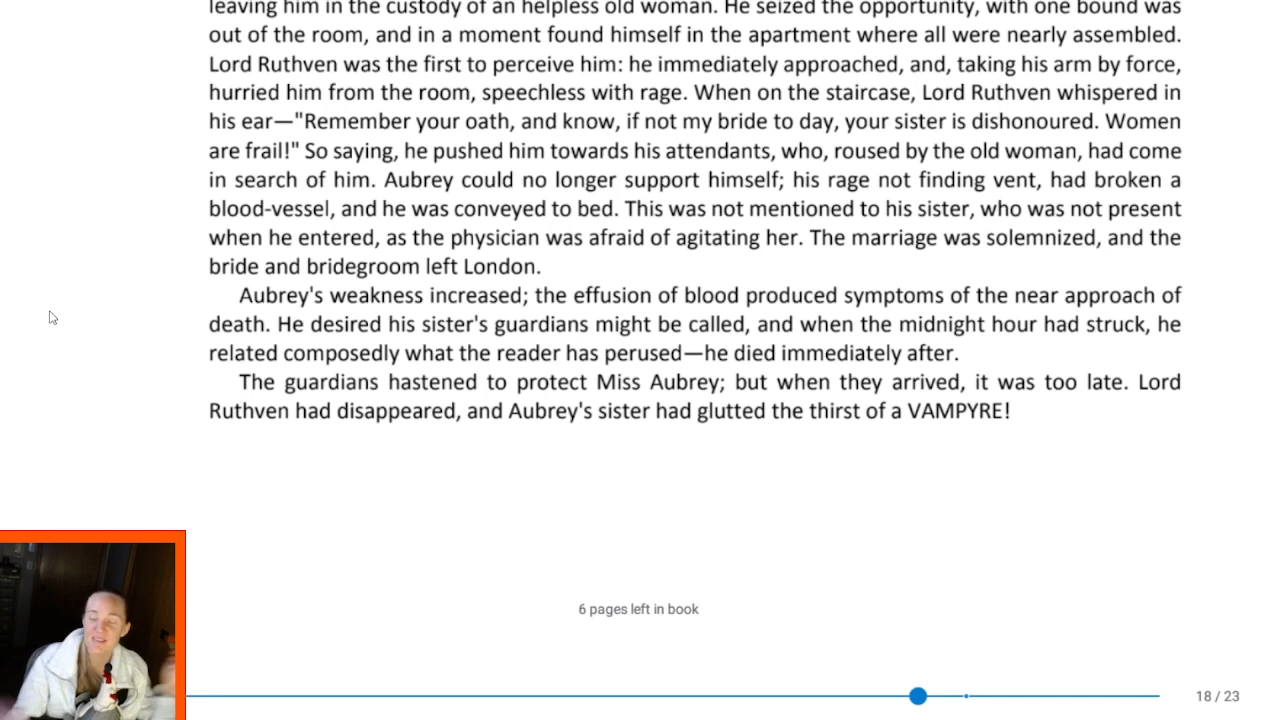 leaving him in the custody of an helpless old woman. He seized the opportunity, with one bound was
out of the room, and in a moment found himself in the apartment where all were nearly assembled.
Lord Ruthven was the first to perceive him: he immediately approached, and, taking his arm by force,
hurried him from the room, speechless with rage. When on the staircase, Lord Ruthven whispered in
his ear—"Remember your oath, and know, if not my bride to day, your sister is dishonoured. Women
are frail!" So saying, he pushed him towards his attendants, who, roused by the old woman, had come
in search of him. Aubrey could no longer support himself; his rage not finding vent, had broken a
blood-vessel, and he was conveyed to bed. This was not mentioned to his sister, who was not present
when he entered, as the physician was afraid of agitating her. The marriage was solemnized, and the
bride and bridegroom left London.
Aubrey's weakness increased; the effusion of blood produced symptoms of the near approach of
death. He desired his sister's guardians might be called, and when the midnight hour had struck, he
related composedly what the reader has perused—he died immediately after.
The guardians hastened to protect Miss Aubrey; but when they arrived, it was too late. Lord
Ruthven had disappeared, and Aubrey's sister had glutted the thirst of a VAMPYRE!
6 pages left in book
18 / 23